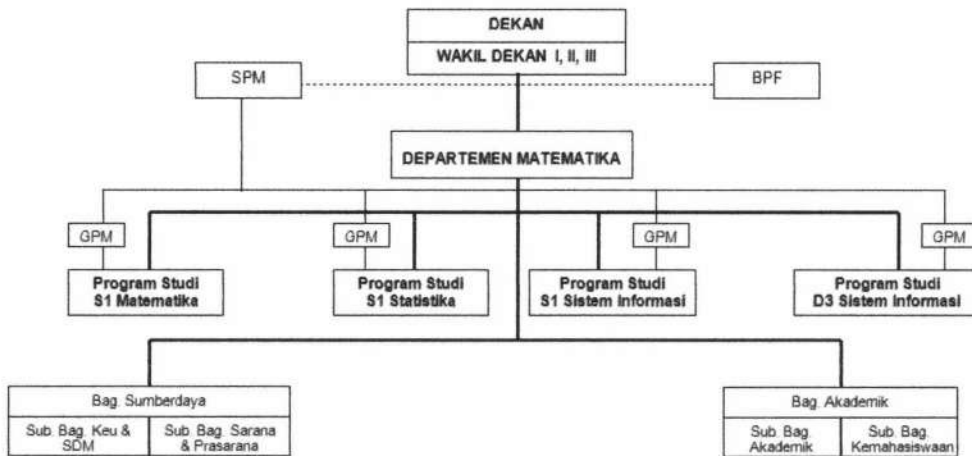 DEKAN
WAKIL DEKAN I, II, III
SPM
BPF
DEPARTEMEN MATEMATIKA
GPM
GPM
GPM
GPM
Program Studi
S1 Matematika
Program Studi
S1 Statistika
Program Studi
S1 Sistem Informasi
Program Studi
D3 Sistem Informasi
Bag. Sumberdaya
Sub. Bag. Keu &
SDM
Sub. Bag. Sarana
& Prasarana
Bag. Akademik
Sub. Bag.
Akademik
Sub. Bag.
Kemahasiswaan